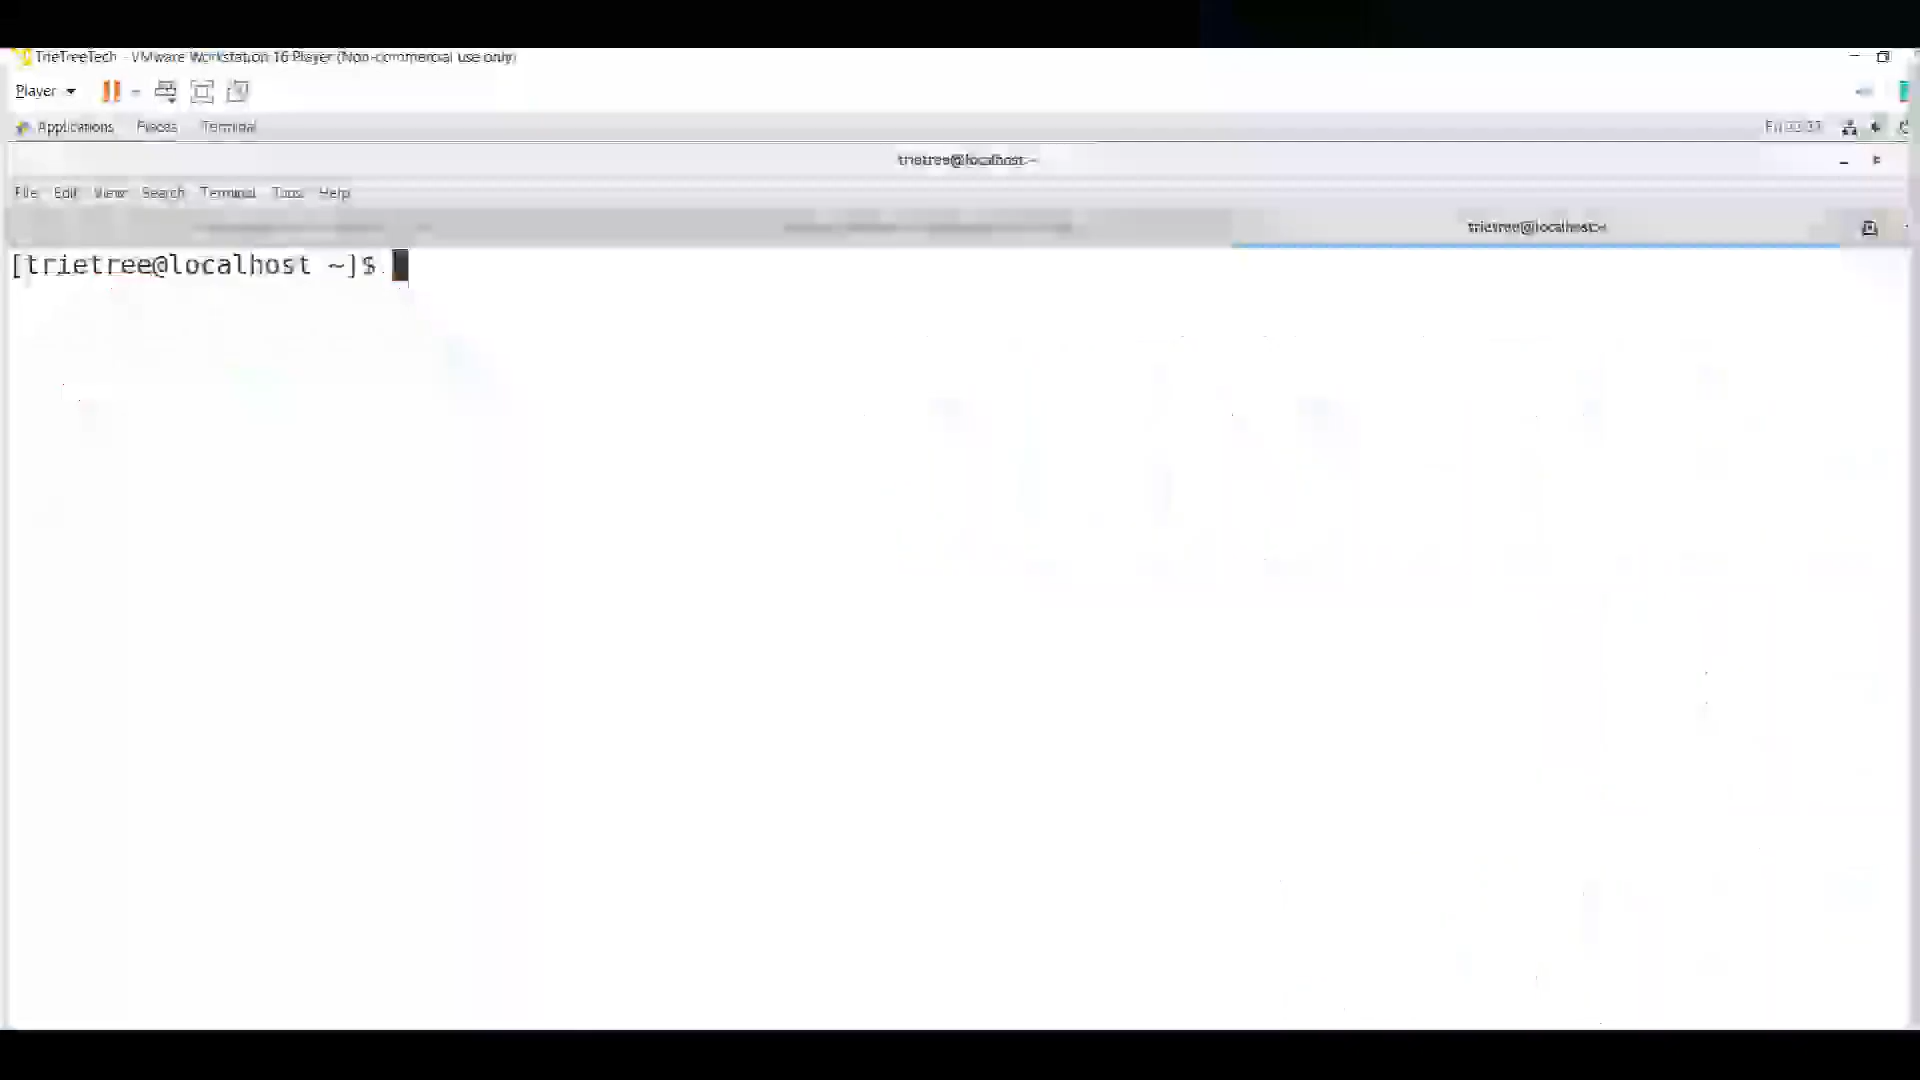 TrieTreeTech - VMware Workstation 16 Player (Non-commercial use only)
Player
Applications Places Terminal
trietree@localhost:~
File Edit View Search Terminal Tabs Help
trietree@localhost:~
[trietree@localhost ~]$